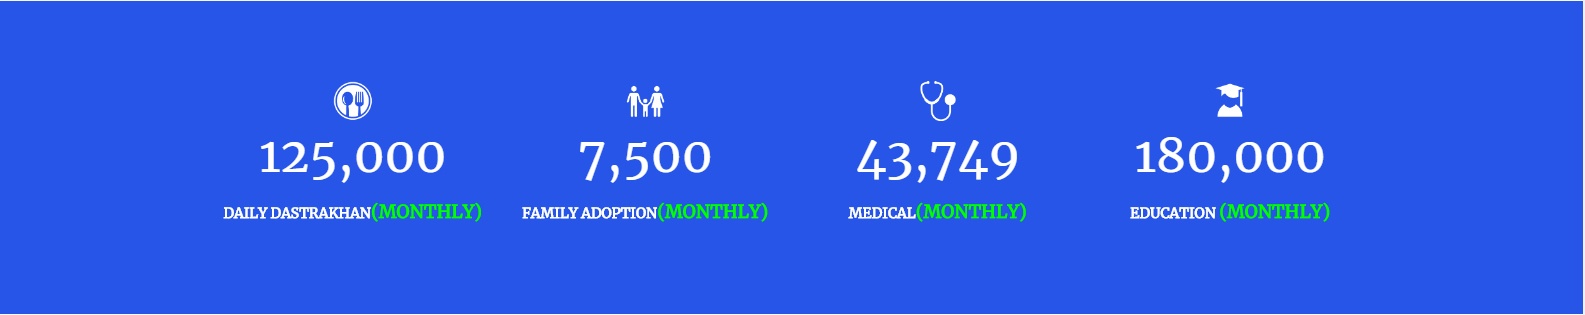 125,000
DAILY DASTRAKHAN(MONTHLY)
7,500
FAMILY ADOPTION(MONTHLY)
43,749
MEDICAL(MONTHLY)
180,000
EDUCATION (MONTHLY)